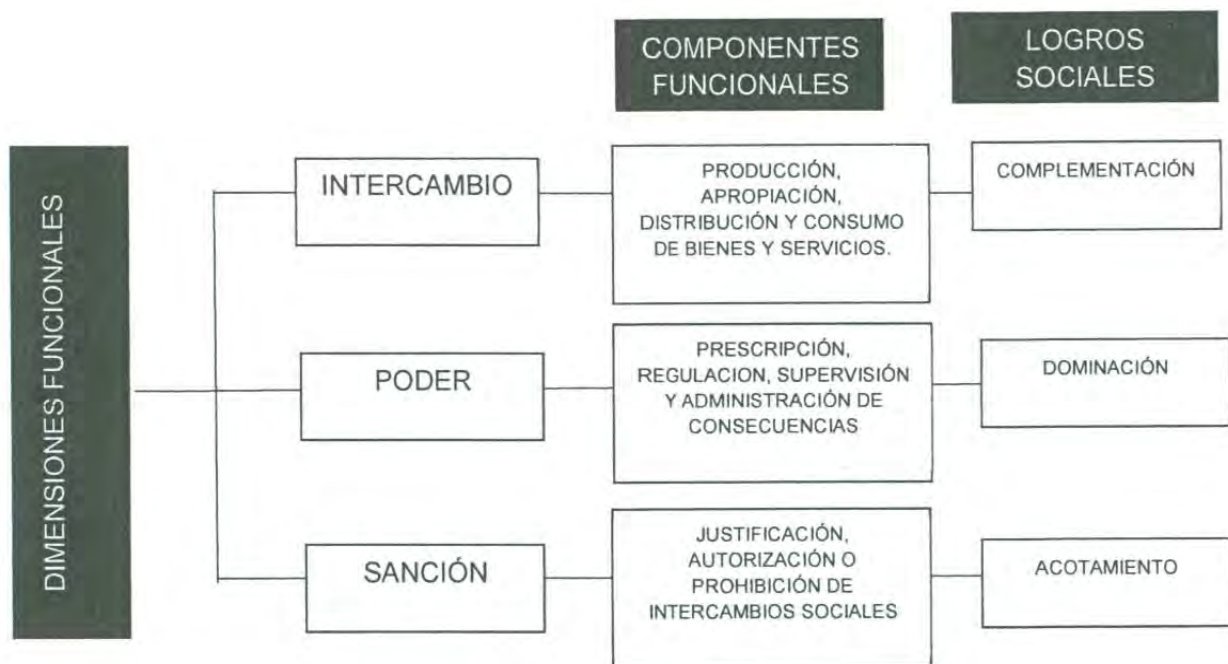 COMPONENTES
FUNCIONALES
LOGROS
SOCIALES
DIMENSIONES FUNCIONALES
INTERCAMBIO
PRODUCCIÓN,
APROPIACIÓN,
DISTRIBUCIÓN Y CONSUMO
DE BIENES Y SERVICIOS.
COMPLEMENTACIÓN
PODER
PRESCRIPCIÓN,
REGULACION, SUPERVISIÓN
Y ADMINISTRACIÓN DE
CONSECUENCIAS
DOMINACIÓN
SANCIÓN
JUSTIFICACIÓN,
AUTORIZACIÓN O
PROHIBICIÓN DE
INTERCAMBIOS SOCIALES
ACOTAMIENTO